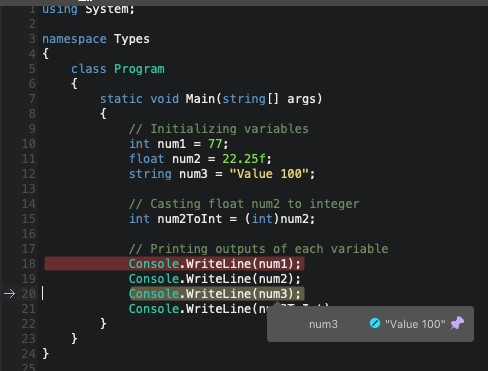 1 using System;
2
3 namespace Types
4 {
5 class Program
6 {
7 static void Main(string[] args)
8 {
9 // Initializing variables
10 int num1 = 77;
11 float num2 = 22.25f;
12 string num3 = "Value 100";
13
14 // Casting float num2 to integer
15 int num2ToInt = (int)num2;
16
17 // Printing outputs of each variable
18 Console.WriteLine(num1);
19 Console.WriteLine(num2);
20 Console.WriteLine(num3);
21 Console.WriteLine(
num3 "Value 100"
22 }
23 }
24 }
25